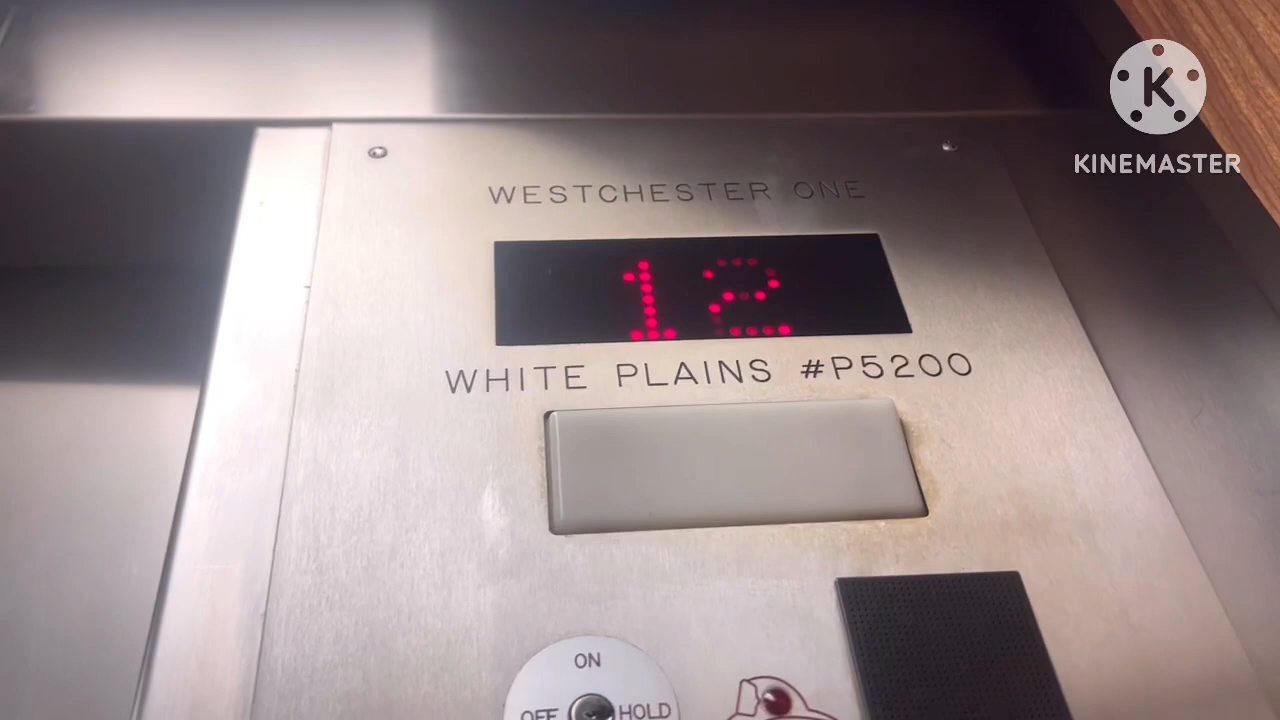 K
KINEMASTER
WESTCHESTER ONE
12
WHITE PLAINS #P5200
ON
OFF HOLD